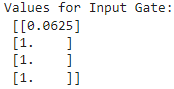 Values for Input Gate:
[[0.0625]
[1.    ]
[1.    ]
[1.    ]]